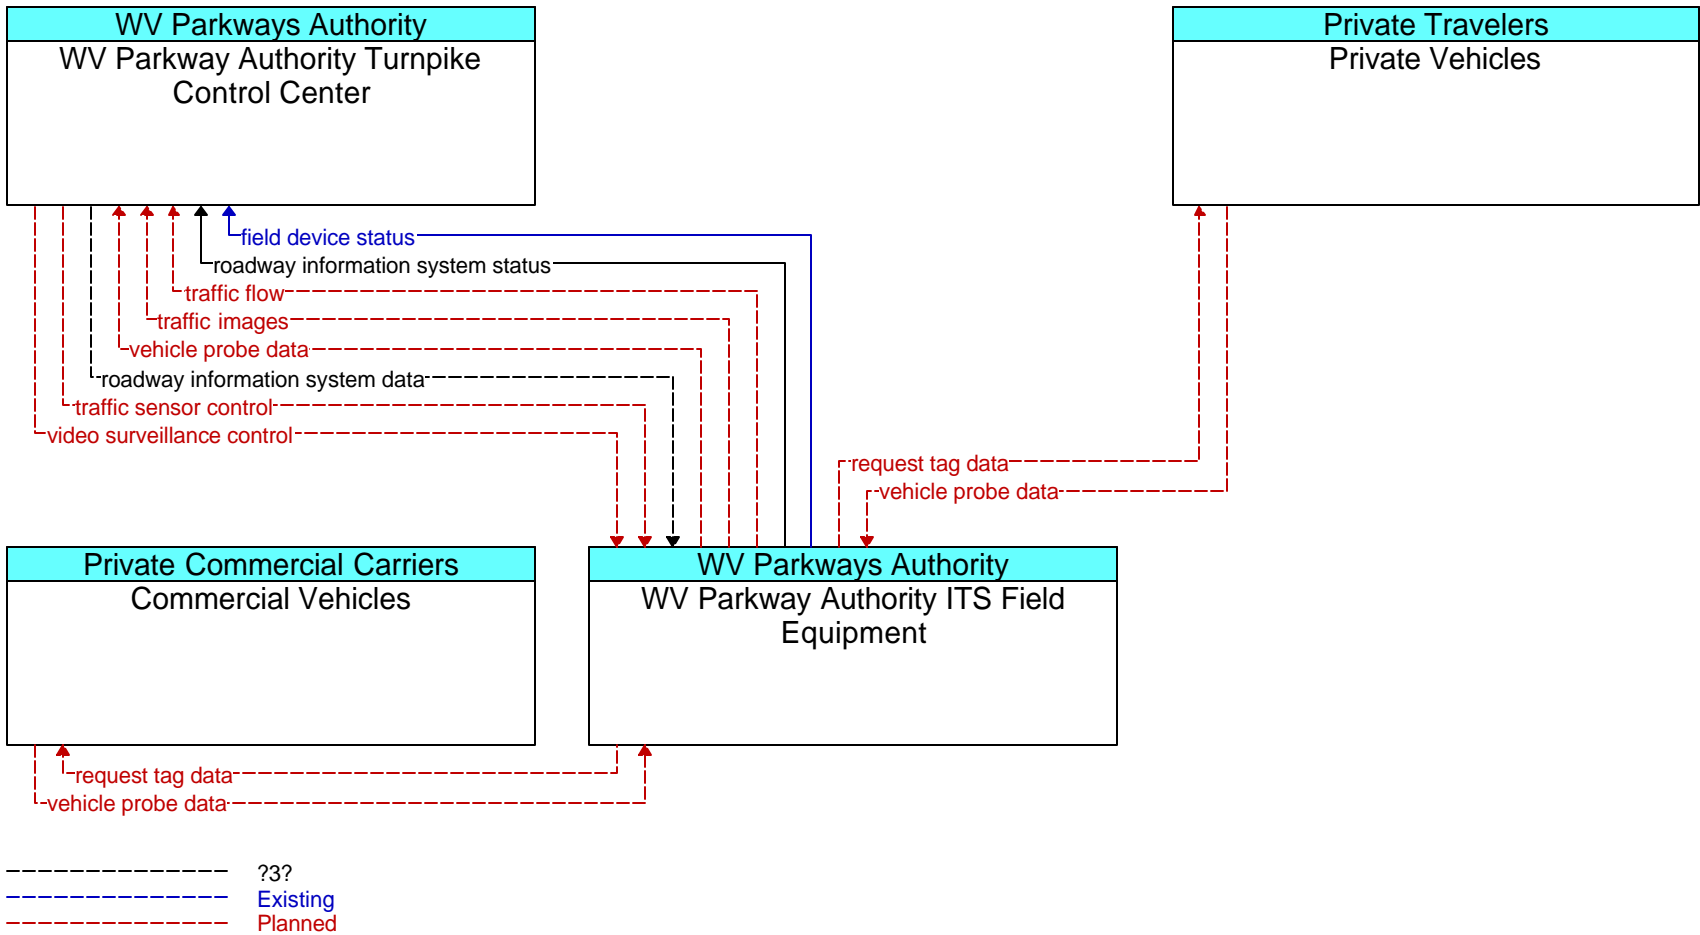 WV Parkways Authority
WV Parkway Authority Turnpike
Control Center
Private Travelers
Private Vehicles
field device status
roadway information system status
traffic flow
traffic images
vehicle probe data
roadway information system data
traffic sensor control
video surveillance control
request tag data
vehicle probe data
Private Commercial Carriers
Commercial Vehicles
WV Parkways Authority
WV Parkway Authority ITS Field
Equipment
request tag data
vehicle probe data
?3?
Existing
Planned